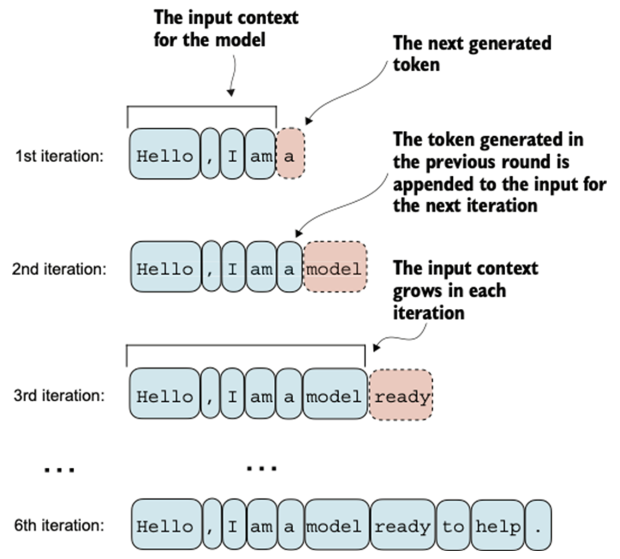 The input context
for the model
The next generated
token
1st iteration: Hello , I am a
The token generated in
the previous round is
appended to the input for
the next iteration
2nd iteration: Hello , I am a model
The input context
grows in each
iteration
3rd iteration: Hello , I am a model ready
... ...
6th iteration: Hello , I am a model ready to help .